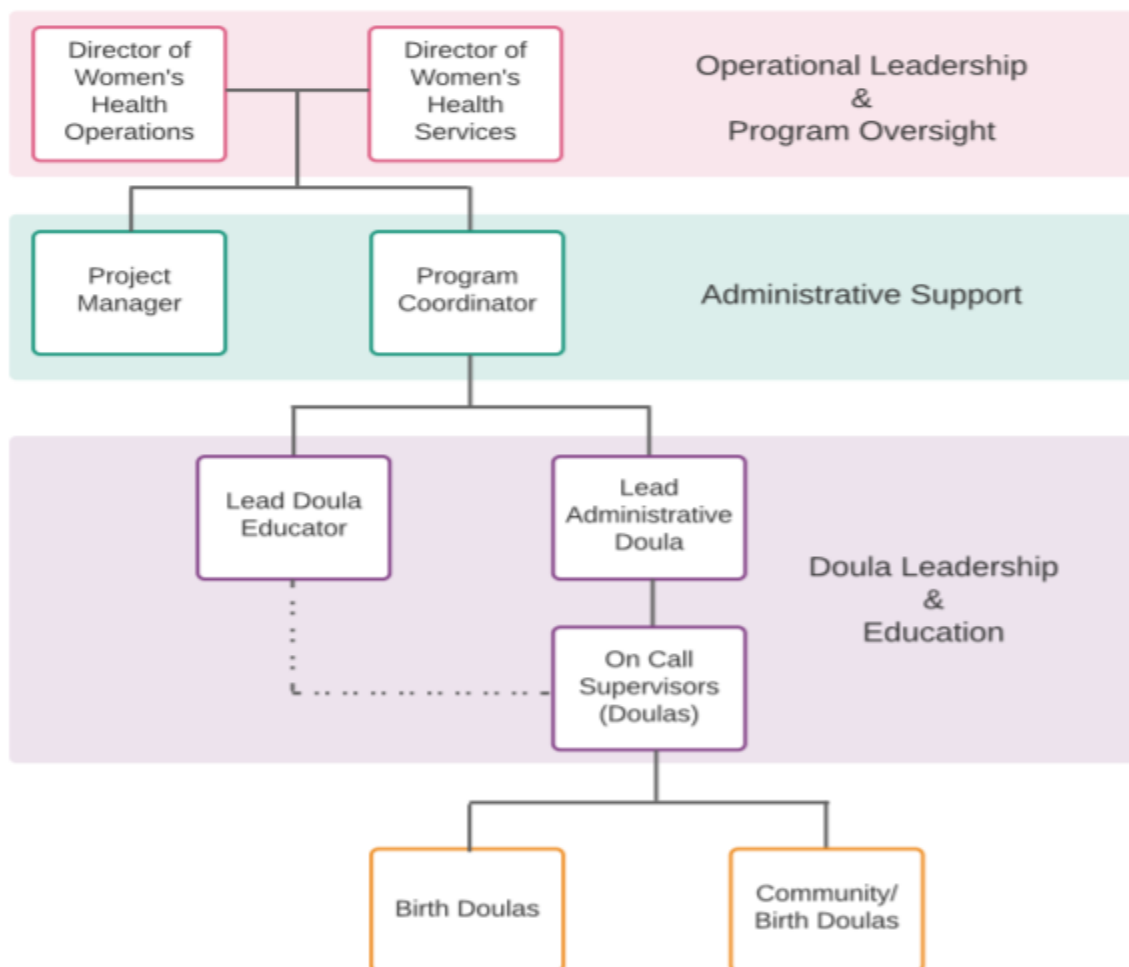 Director of
Women's
Health
Operations
Director of
Women's
Health
Services
Operational Leadership
&
Program Oversight
Project
Manager
Program
Coordinator
Administrative Support
Lead Doula
Educator
Lead
Administrative
Doula
Doula Leadership
&
Education
On Call
Supervisors
(Doulas)
Birth Doulas
Community/
Birth Doulas